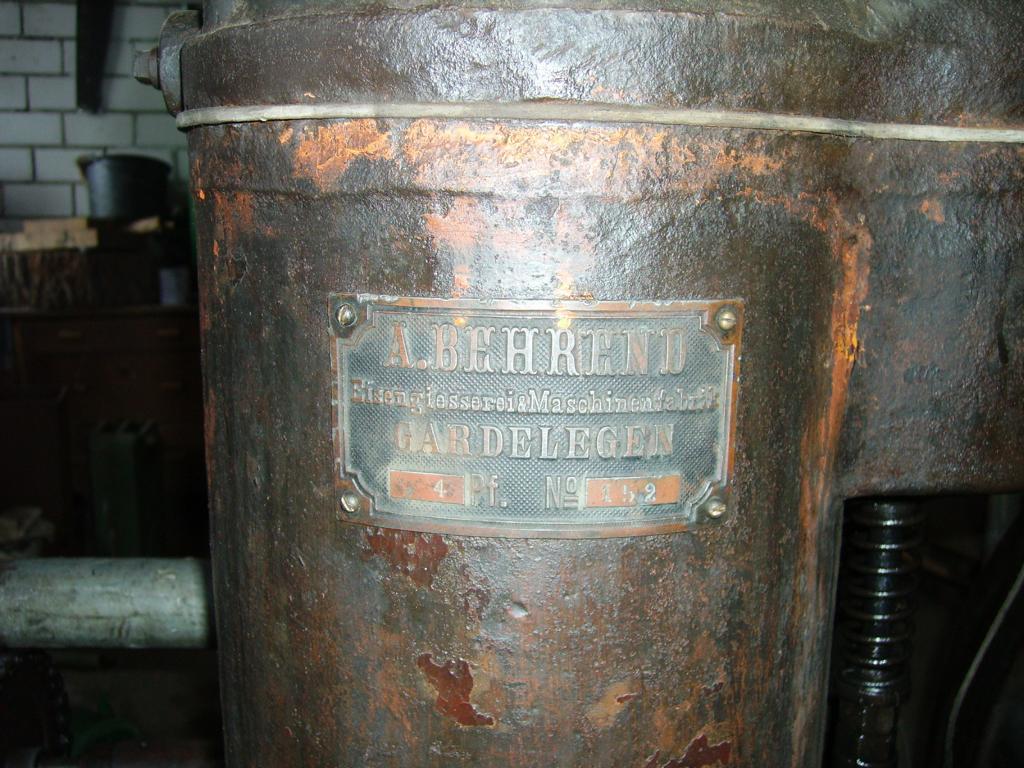 A. BEHREND
Eisengiesserei & Maschinenfabrik
GARDELEGEN
4 Pf. No 152